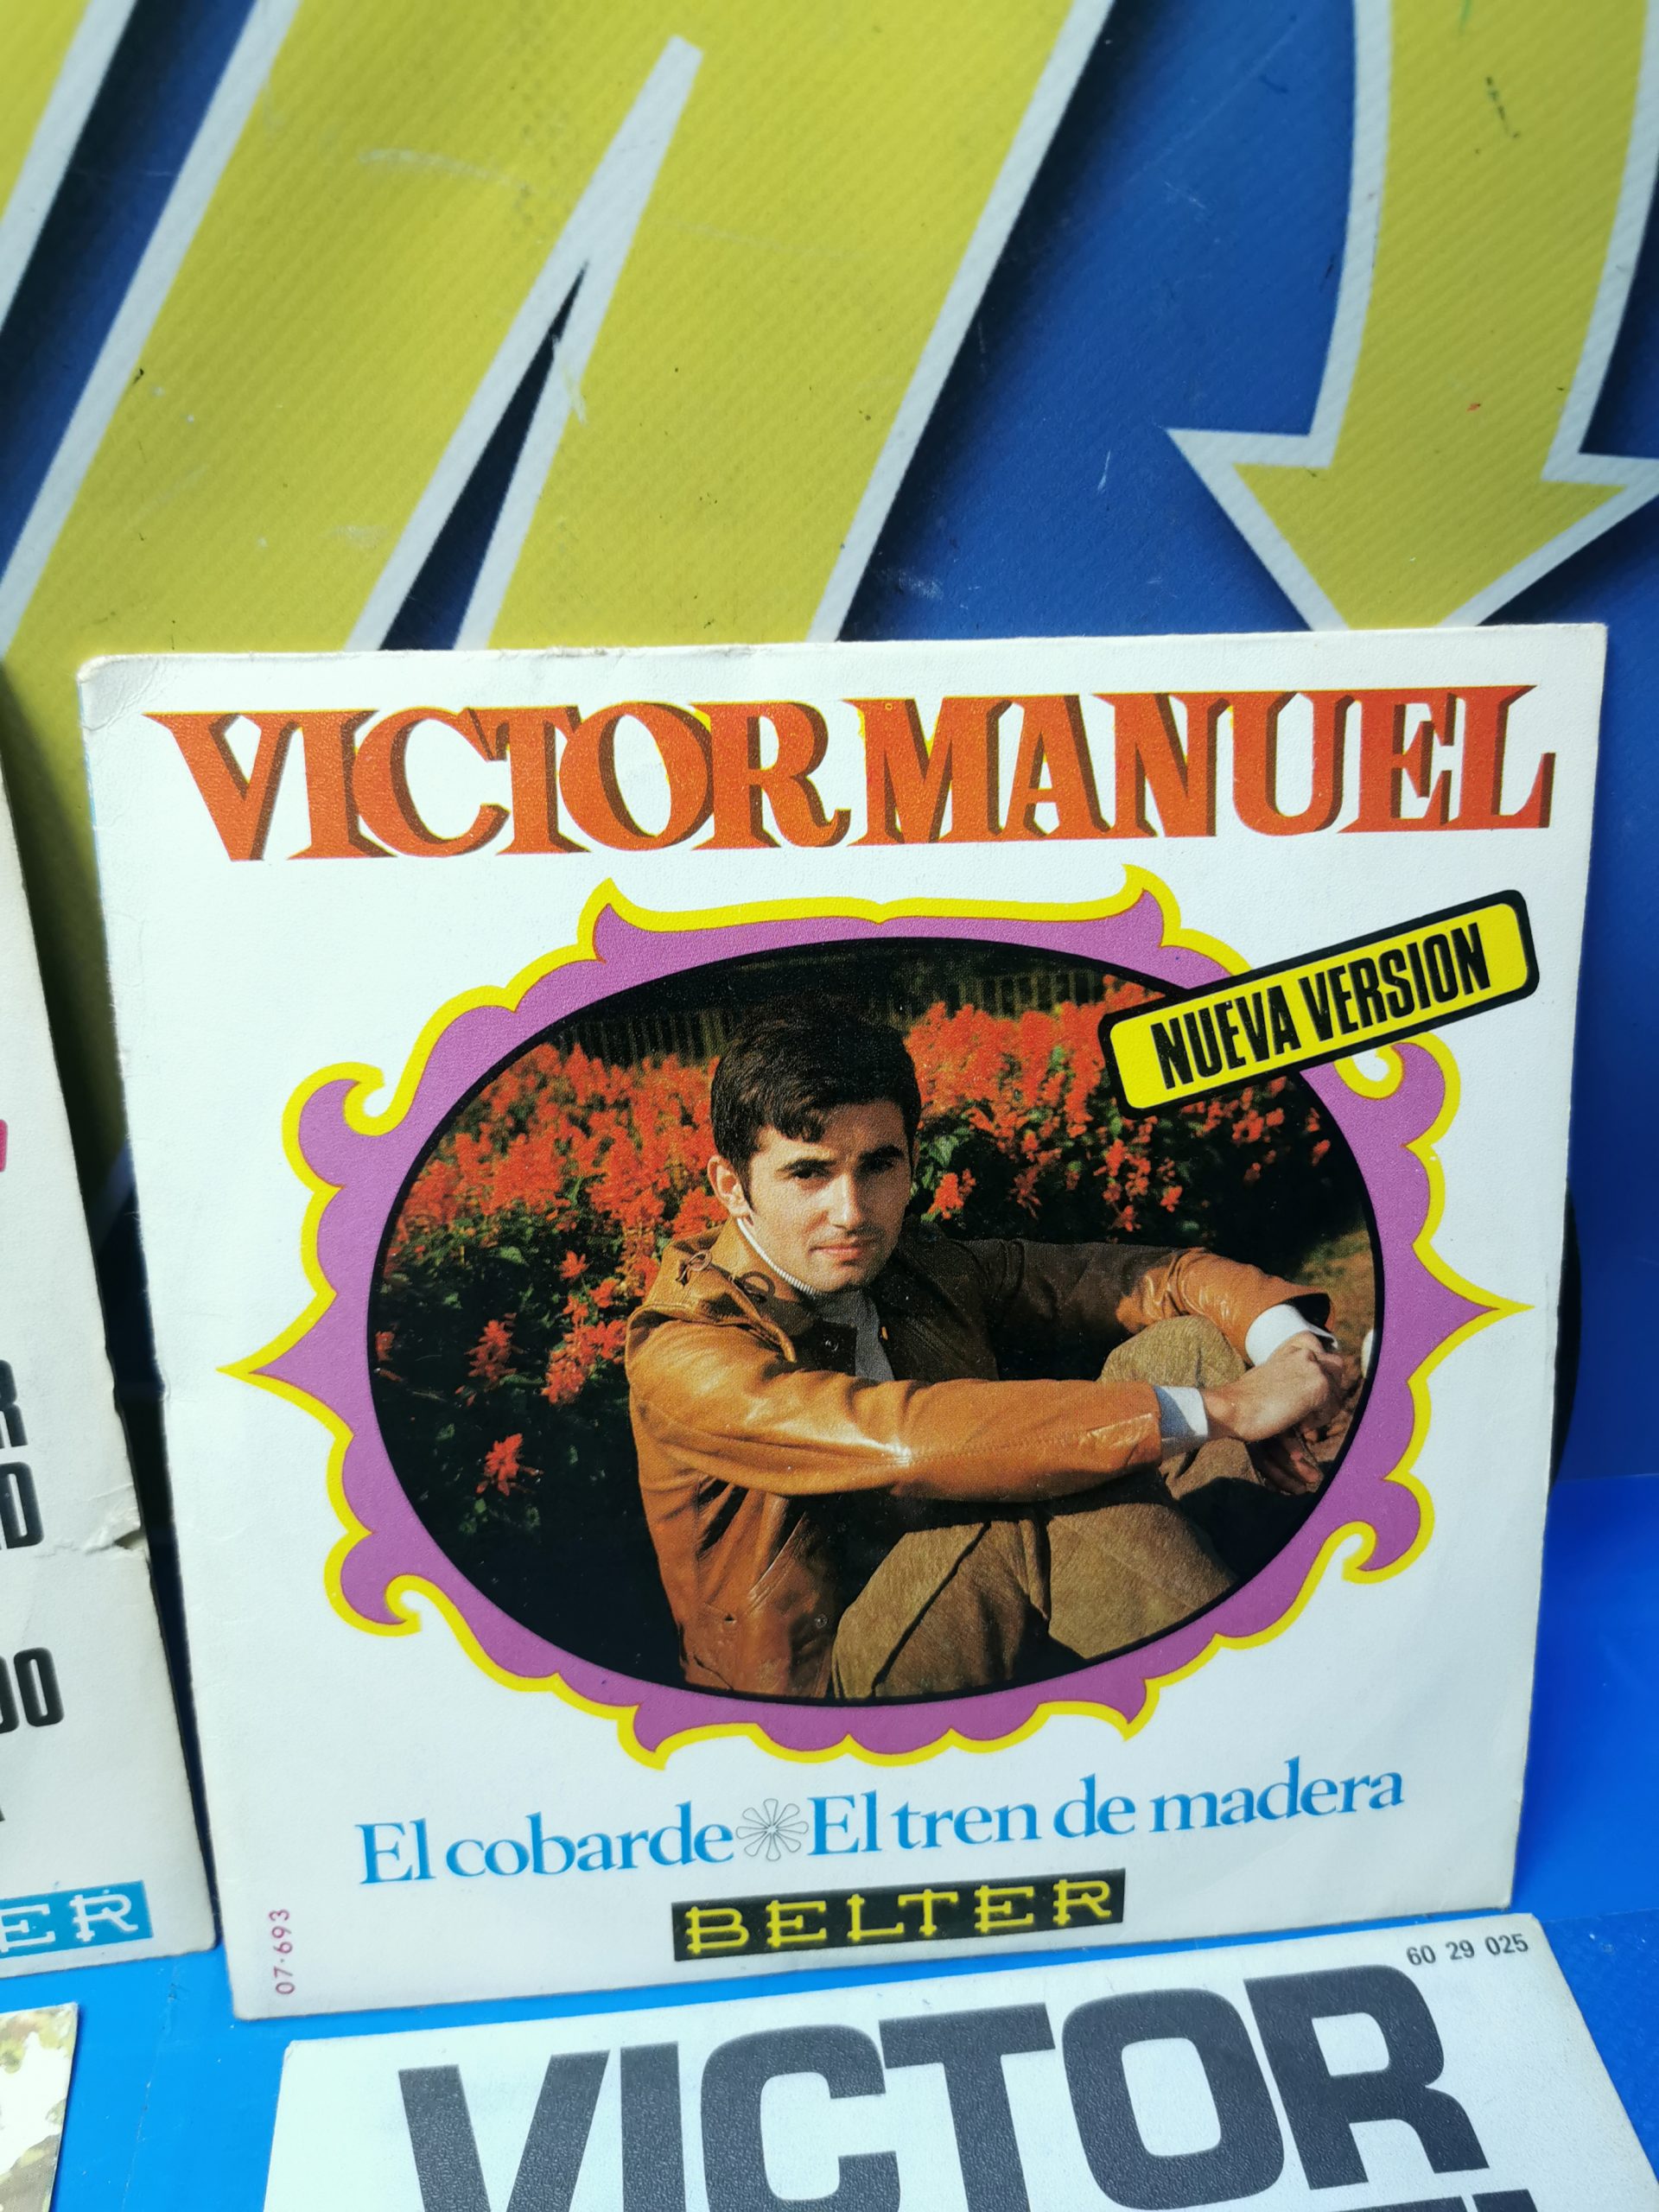 VICTOR MANUEL
NUEVA VERSION
El cobarde El tren de madera
BELTER
07-693
60 29 025
VICTOR